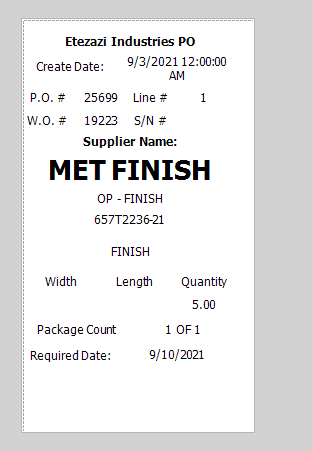 Etezazi Industries PO
Create Date: 9/3/2021 12:00:00 AM
P.O. # 25699 Line # 1
W.O. # 19223 S/N #
Supplier Name:
MET FINISH
OP - FINISH
657T2236-21
FINISH
Width Length Quantity
5.00
Package Count 1 OF 1
Required Date: 9/10/2021